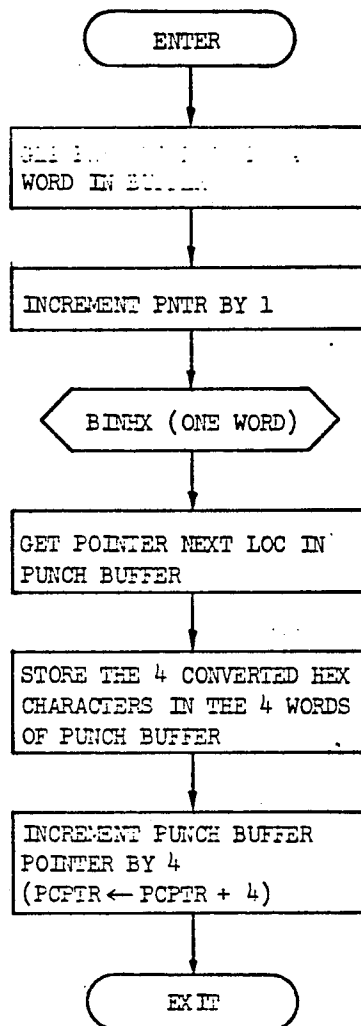 ENTER
WORD IN BUFFER
INCREMENT PNTR BY 1
BINHX (ONE WORD)
GET POINTER NEXT LOC IN
PUNCH BUFFER
STORE THE 4 CONVERTED HEX
CHARACTERS IN THE 4 WORDS
OF PUNCH BUFFER
INCREMENT PUNCH BUFFER
POINTER BY 4
(PCPTR ← PCPTR + 4)
EXIT